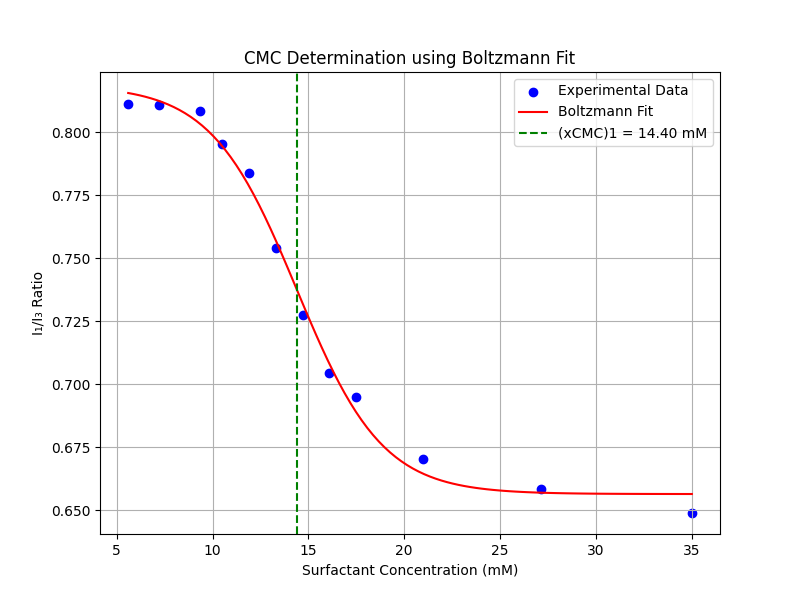 CMC Determination using Boltzmann Fit
Experimental Data
Boltzmann Fit
(xCMC)1 = 14.40 mM
I₁/I₃ Ratio
0.800
0.775
0.750
0.725
0.700
0.675
0.650
5 10 15 20 25 30 35
Surfactant Concentration (mM)